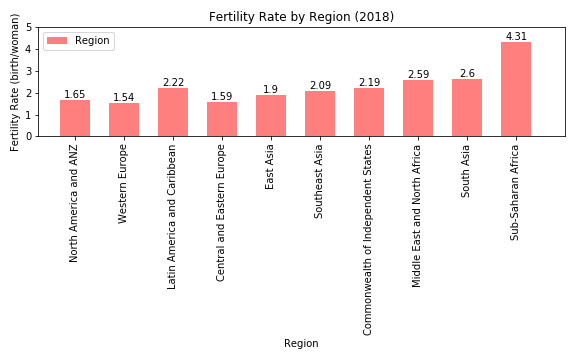 Fertility Rate by Region (2018)
Fertility Rate (birth/woman)
5
4
3
2
1
0
Region
1.65
1.54
2.22
1.59
1.9
2.09
2.19
2.59
2.6
4.31
North America and ANZ
Western Europe
Latin America and Caribbean
Central and Eastern Europe
East Asia
Southeast Asia
Commonwealth of Independent States
Middle East and North Africa
South Asia
Sub-Saharan Africa
Region